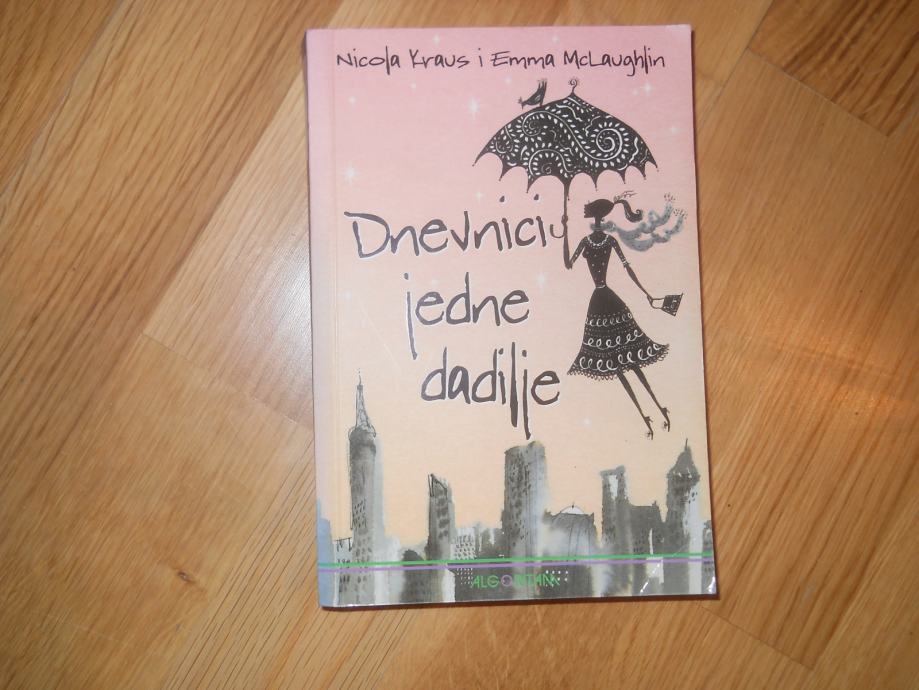 Nicola Kraus i Emma McLaughlin
Dnevnici
jedne
dadilje
ALGORITAM